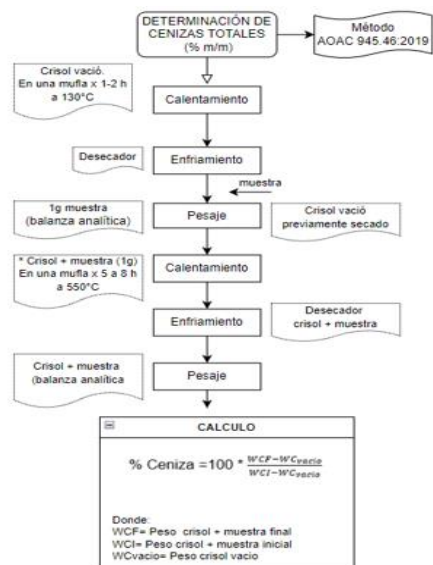 DETERMINACIÓN DE
CENIZAS TOTALES
(% m/m)
Método
AOAC 945.46:2019
Crisol vació.
En una mufla x 1-2 h
a 130°C
Calentamiento
Desecador
Enfriamiento
muestra
1g muestra
(balanza analítica)
Pesaje
Crisol vació
previamente secado
* Crisol + muestra (1g)
En una mufla x 5 a 8 h
a 550°C
Calentamiento
Enfriamiento
Desecador
crisol + muestra
Crisol + muestra
(balanza analítica
Pesaje
CALCULO
% Ceniza =100 * (WCF−WCvacio)/(WCI−WCvacio)
Donde:
WCF= Peso crisol + muestra final
WCI= Peso crisol + muestra inicial
WCvacio= Peso crisol vacio